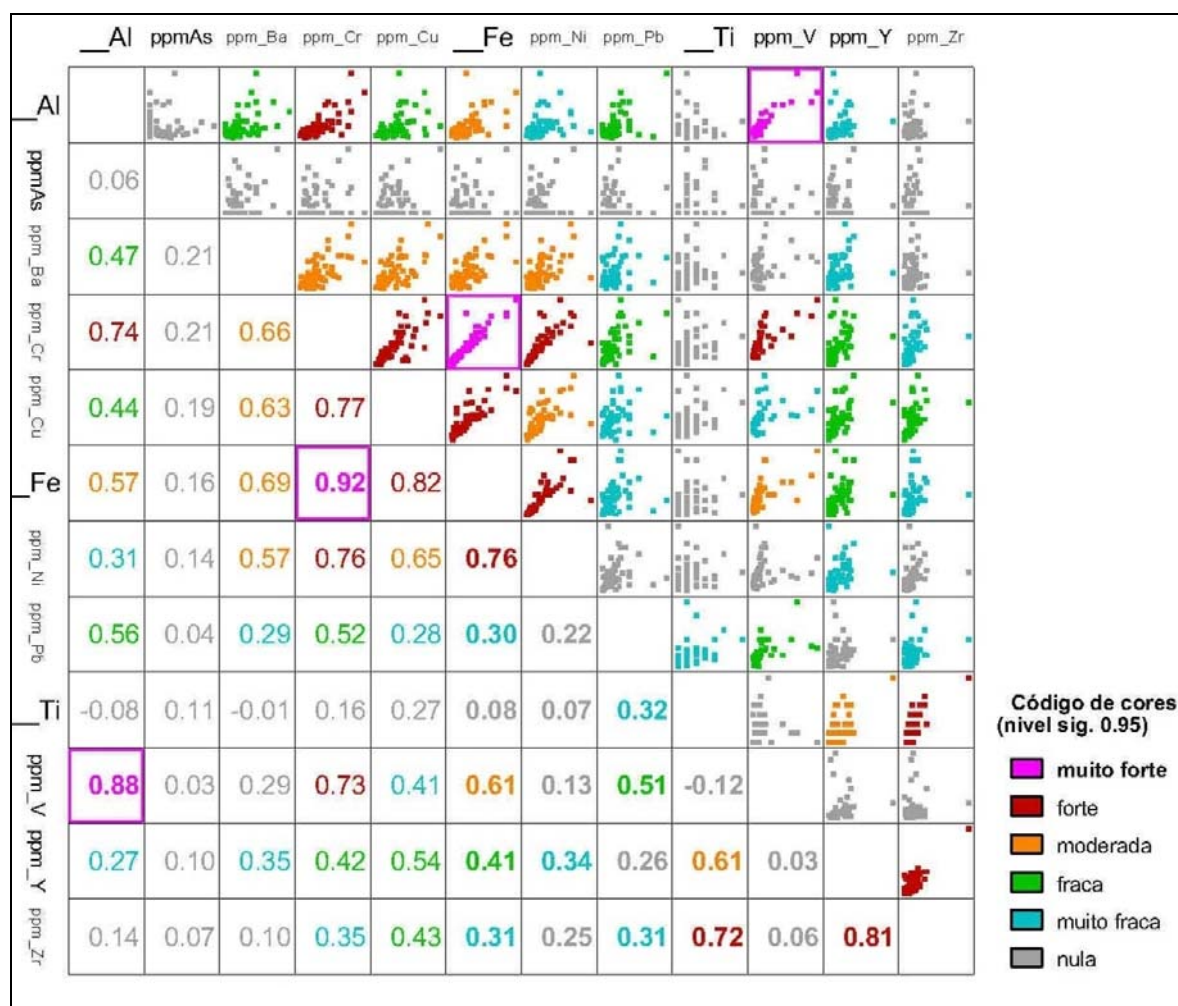 __Al ppmAs ppm_Ba ppm_Cr ppm_Cu __Fe ppm_Ni ppm_Pb __Ti ppm_V ppm_Y ppm_Zr
__Al
ppmAs 0.06
ppm_Ba 0.47 0.21
ppm_Cr 0.74 0.21 0.66
ppm_Cu 0.44 0.19 0.63 0.77
__Fe 0.57 0.16 0.69 0.92 0.82
ppm_Ni 0.31 0.14 0.57 0.76 0.65 0.76
ppm_Pb 0.56 0.04 0.29 0.52 0.28 0.30 0.22
__Ti -0.08 0.11 -0.01 0.16 0.27 0.08 0.07 0.32
ppm_V 0.88 0.03 0.29 0.73 0.41 0.61 0.13 0.51 -0.12
ppm_Y 0.27 0.10 0.35 0.42 0.54 0.41 0.34 0.26 0.61 0.03
ppm_Zr 0.14 0.07 0.10 0.35 0.43 0.31 0.25 0.31 0.72 0.06 0.81
Código de cores
(nivel sig. 0.95)
muito forte
forte
moderada
fraca
muito fraca
nula